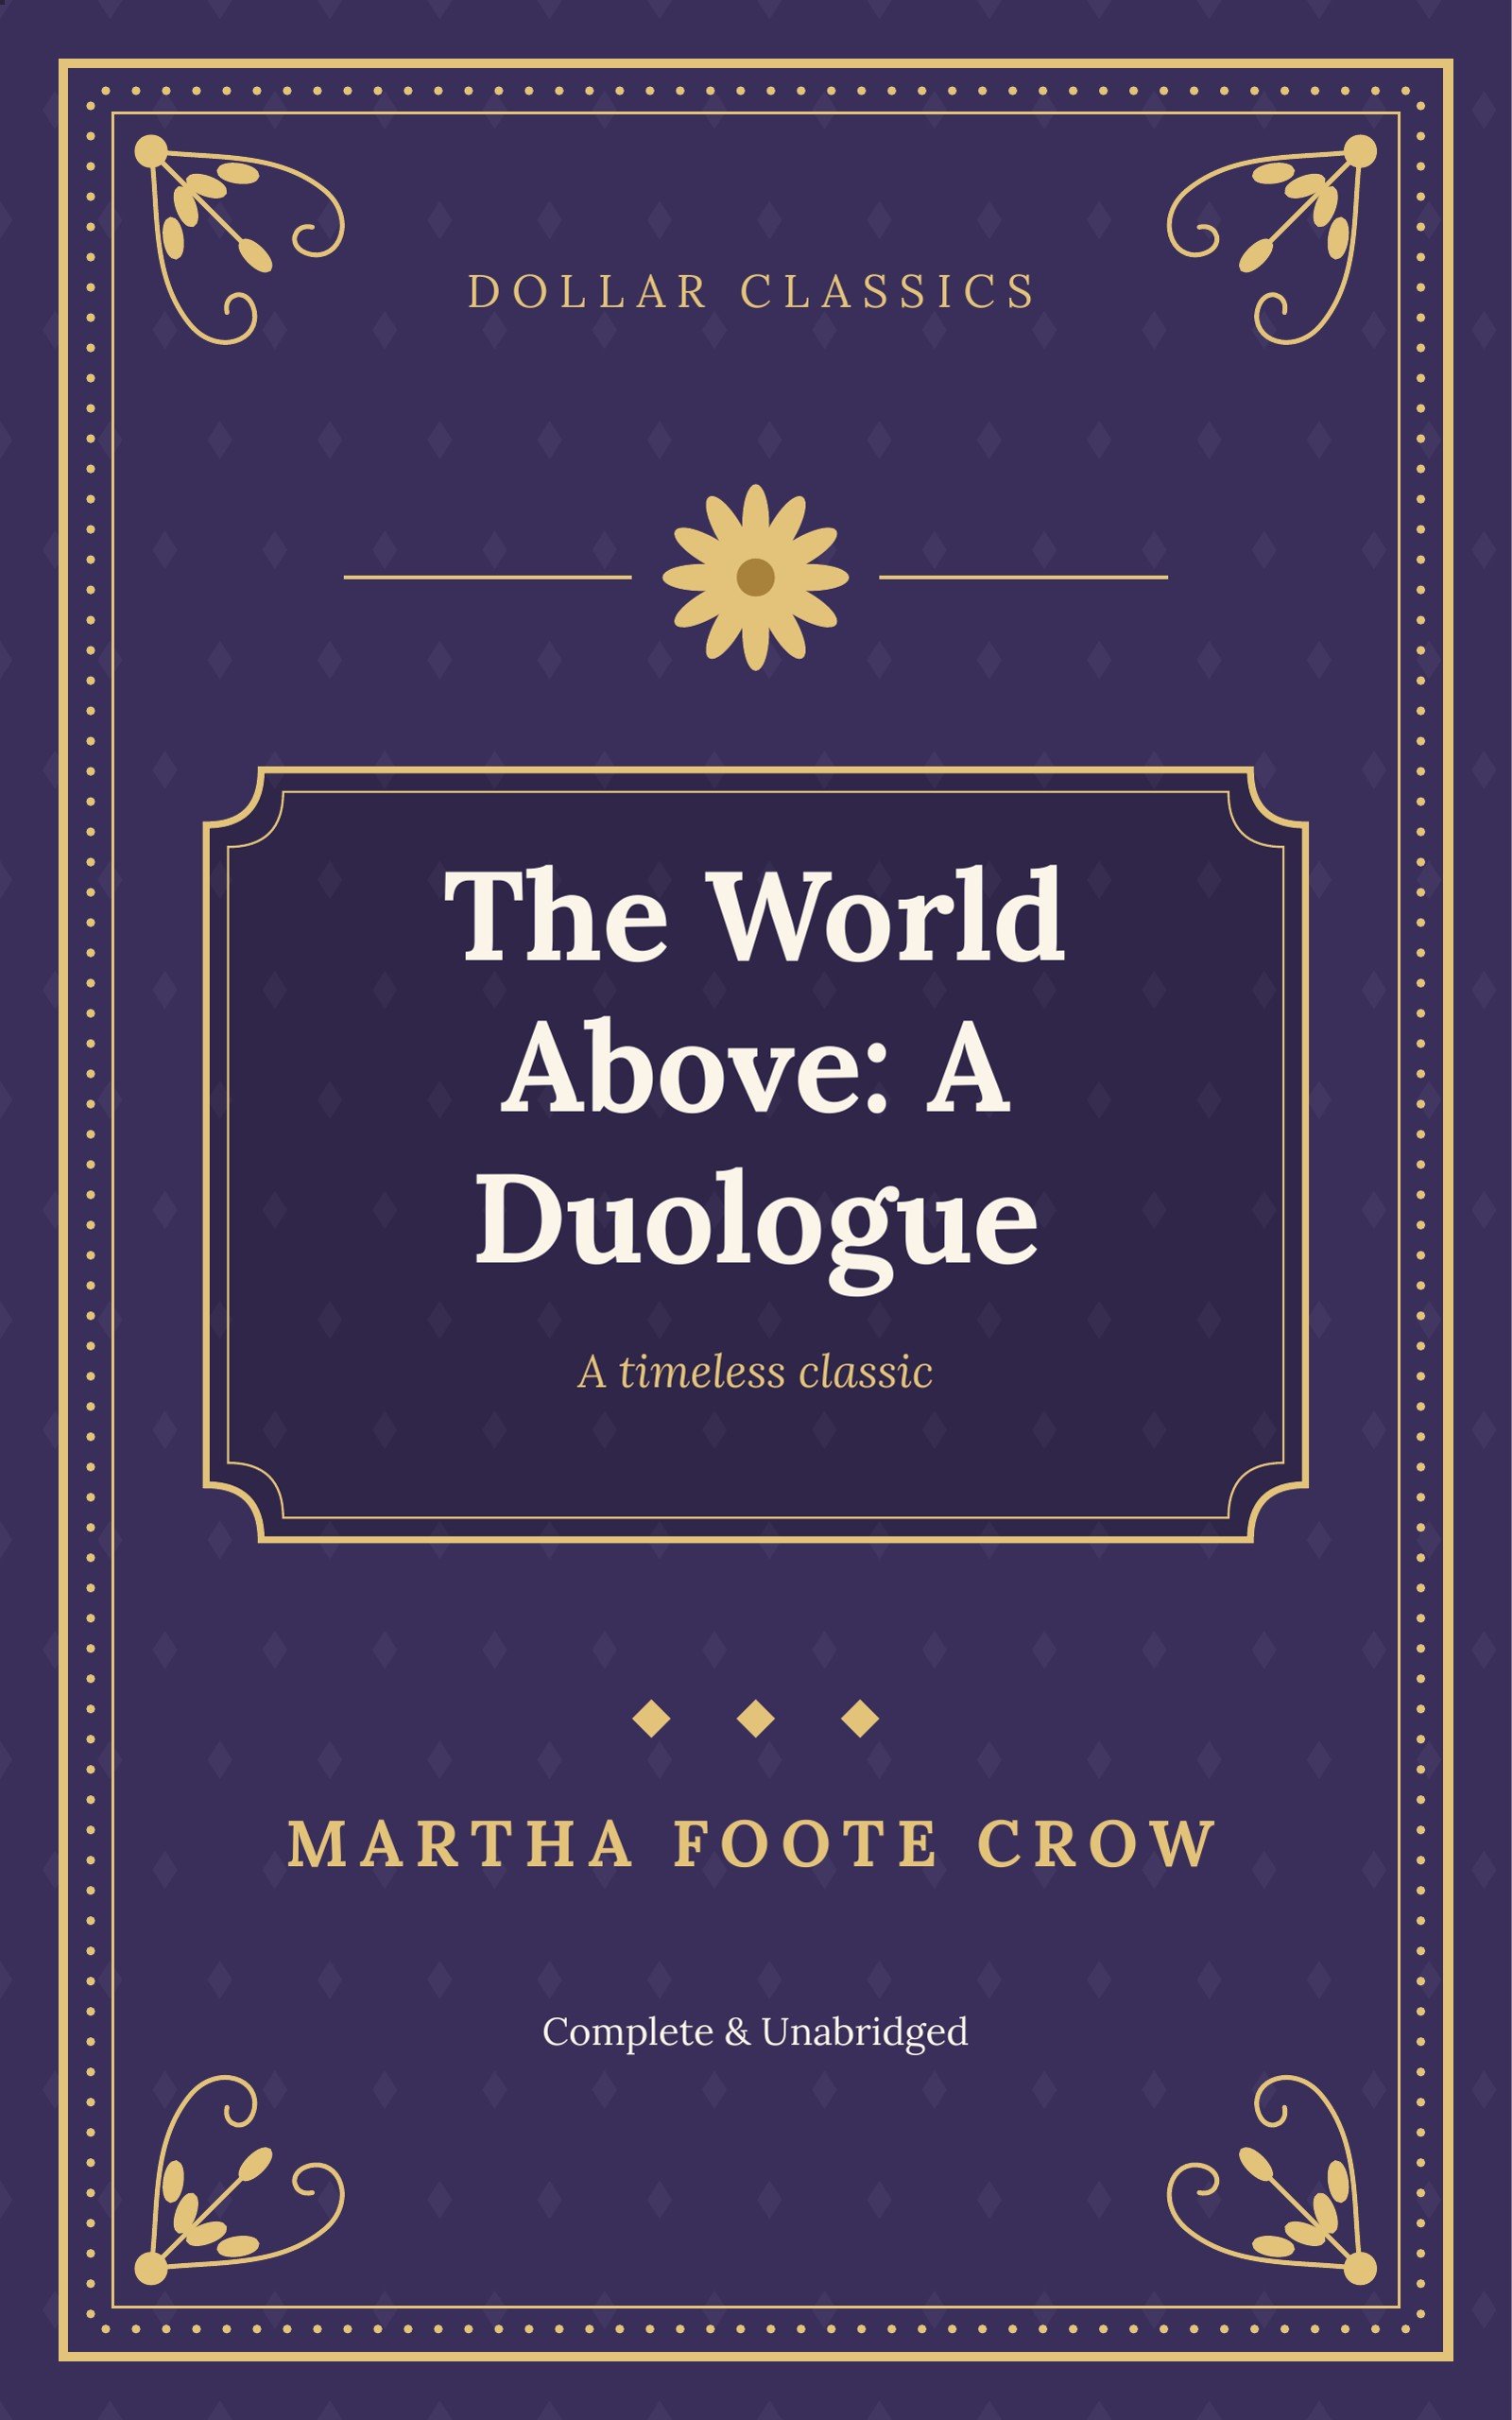 DOLLAR CLASSICS
The World
Above: A
Duologue
A timeless classic
MARTHA FOOTE CROW
Complete & Unabridged